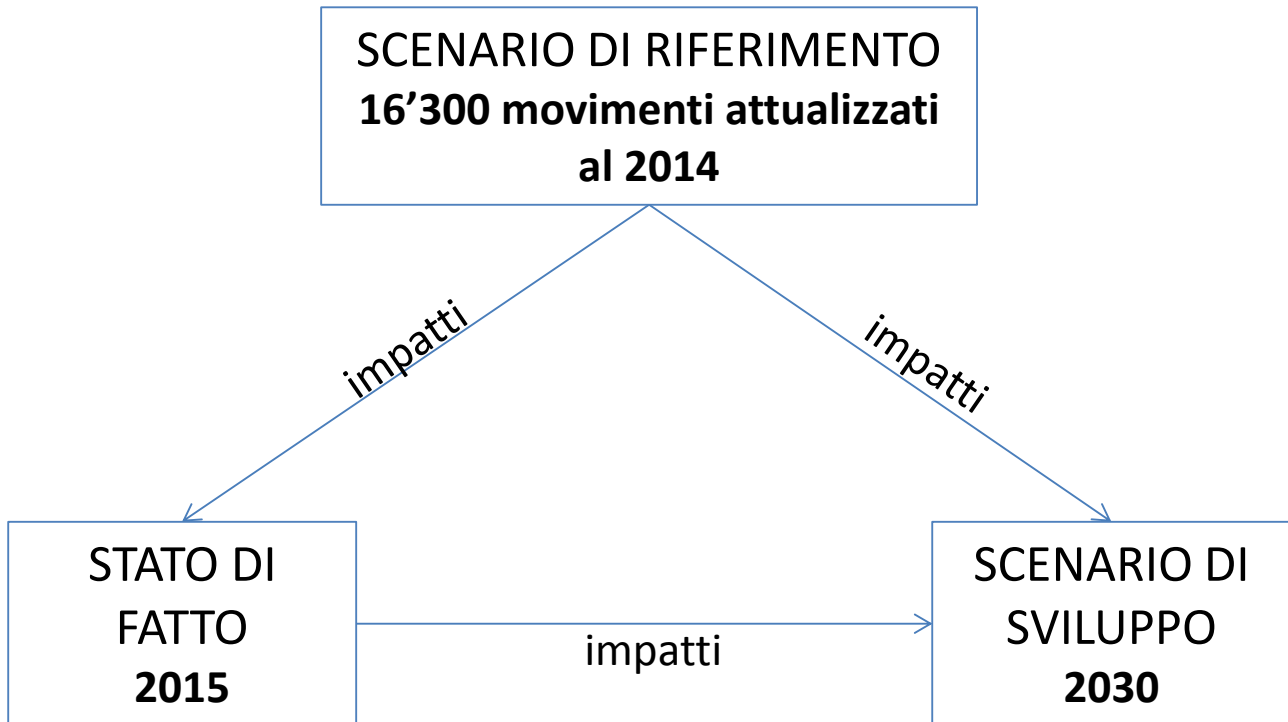 SCENARIO DI RIFERIMENTO
16’300 movimenti attualizzati
al 2014
impatti
impatti
STATO DI
FATTO
2015
impatti
SCENARIO DI
SVILUPPO
2030